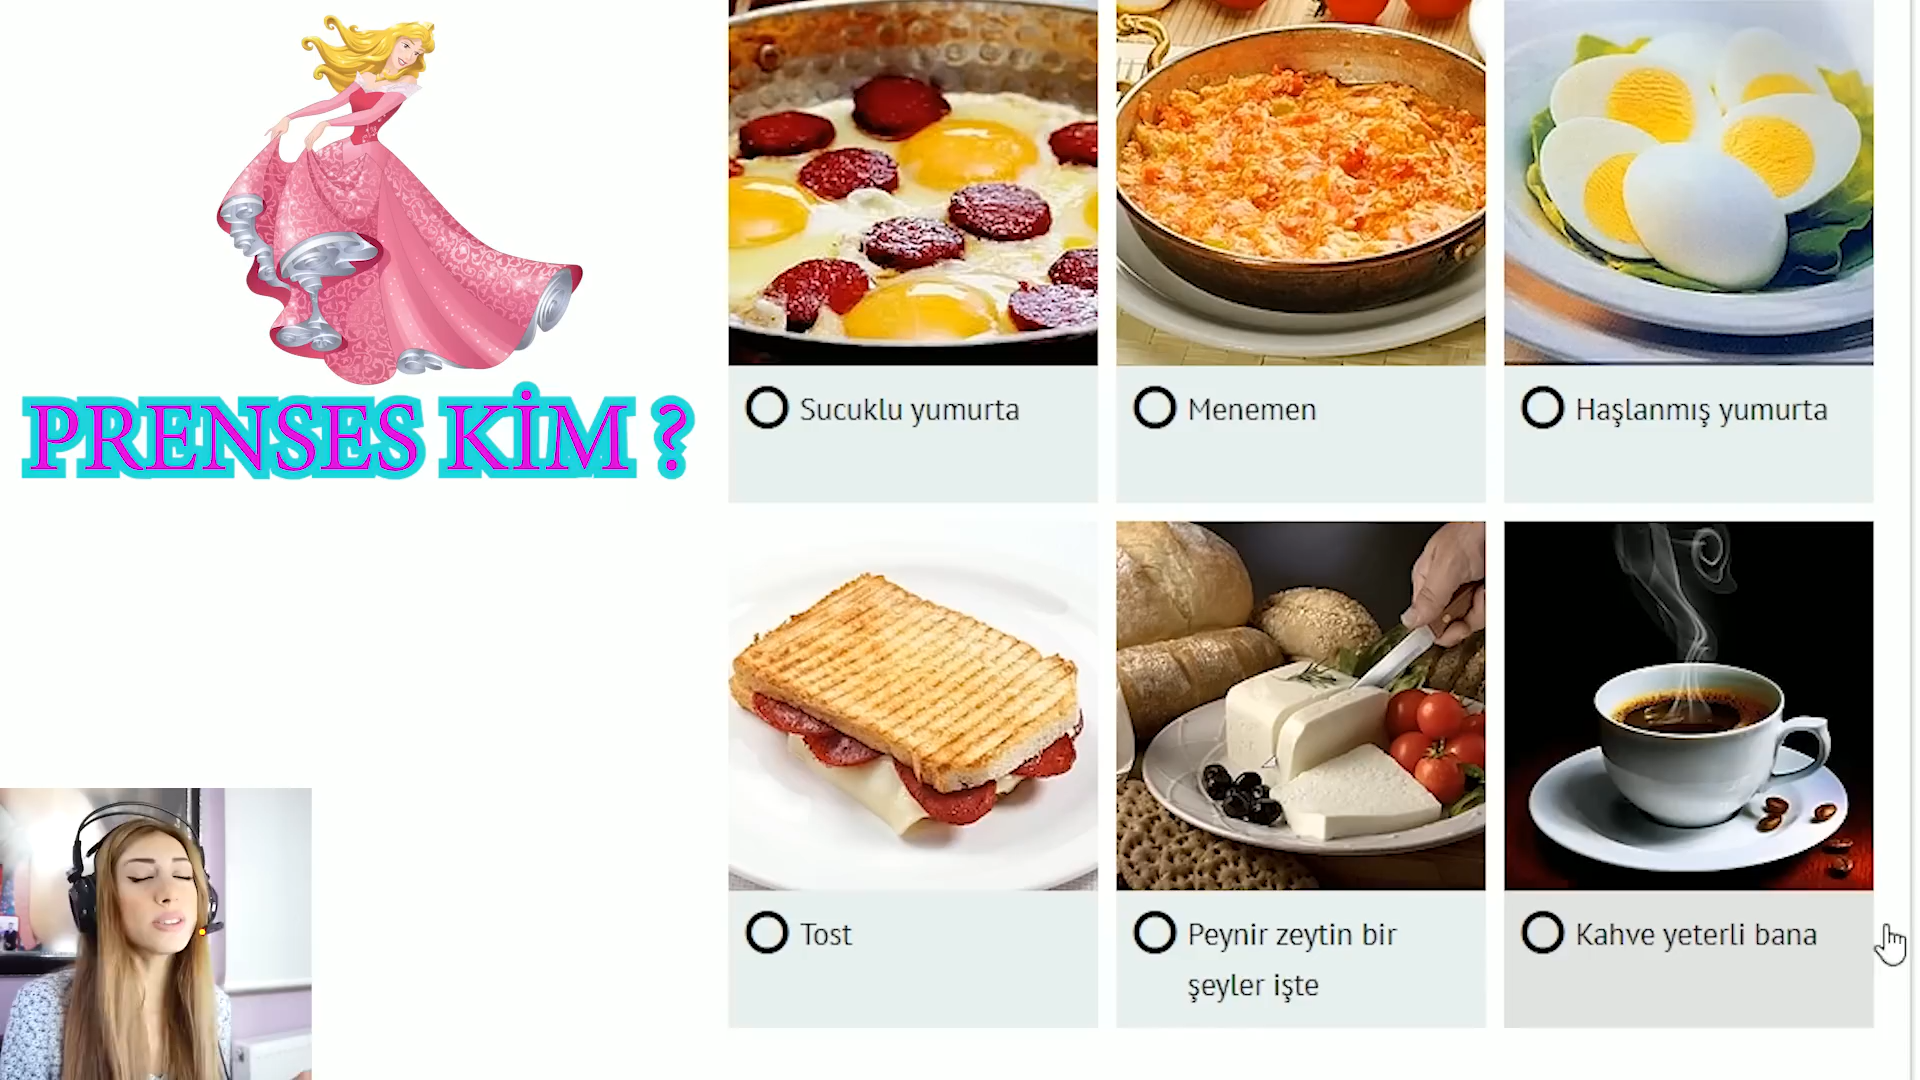 PRENSES KİM ?
Sucuklu yumurta
Menemen
Haşlanmış yumurta
Tost
Peynir zeytin bir
şeyler işte
Kahve yeterli bana